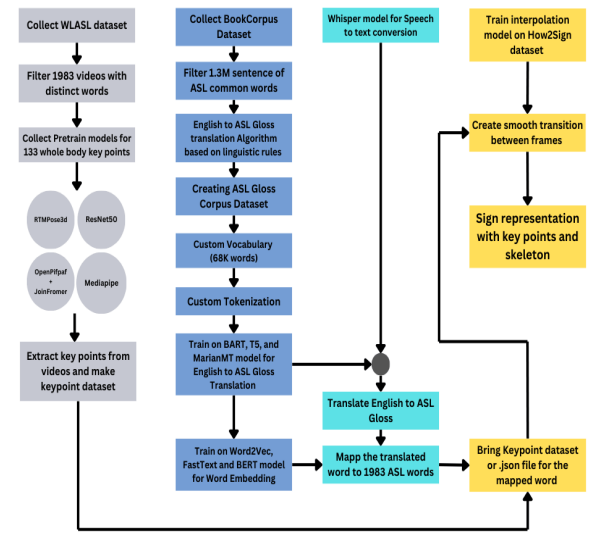 Collect WLASL dataset
Filter 1983 videos with
distinct words
Collect Pretrain models for
133 whole body key points
RTMPose3d
ResNet50
OpenPifpaf
+
JoinFromer
Mediapipe
Extract key points from
videos and make
keypoint dataset
Collect BookCorpus
Dataset
Filter 1.3M sentence of
ASL common words
English to ASL Gloss
translation Algorithm
based on linguistic rules
Creating ASL Gloss
Corpus Dataset
Custom Vocabulary
(68K words)
Custom Tokenization
Train on BART, T5, and
MarianMT model for
English to ASL Gloss
Translation
Train on Word2Vec,
FastText and BERT model
for Word Embedding
Whisper model for Speech
to text conversion
Translate English to ASL
Gloss
Mapp the translated
word to 1983 ASL words
Train interpolation
model on How2Sign
dataset
Create smooth transition
between frames
Sign representation
with key points and
skeleton
Bring Keypoint dataset
or .json file for the
mapped word